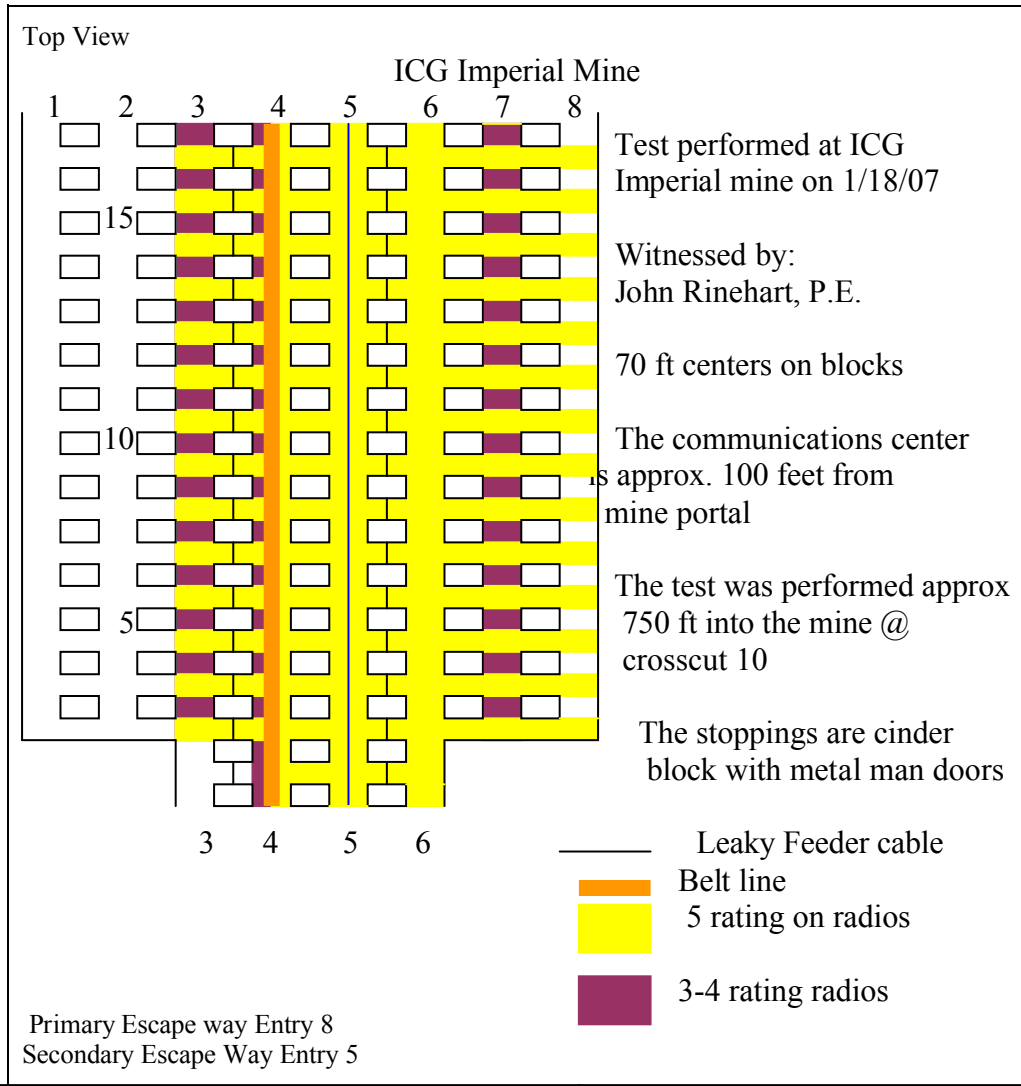 Top View
ICG Imperial Mine
1 2 3 4 5 6 7 8
Test performed at ICG
Imperial mine on 1/18/07
15
Witnessed by:
John Rinehart, P.E.
70 ft centers on blocks
10
The communications center
is approx. 100 feet from
mine portal
The test was performed approx
750 ft into the mine @
crosscut 10
5
The stoppings are cinder
block with metal man doors
3 4 5 6
Leaky Feeder cable
Belt line
5 rating on radios
3-4 rating radios
Primary Escape way Entry 8
Secondary Escape Way Entry 5